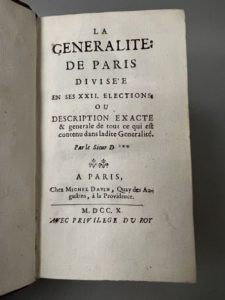 LA
GENERALITE'
DE PARIS
DIVISE'E
EN SES XXII. ELECTIONS;
OU
DESCRIPTION EXACTE
& generale de tous ce qui est
contenu dans ladite Generalité.
Par le Sieur D ***
A PARIS,
Chez MICHEL DAVID, Quay des Au-
gustins, à la Providence.
M. DCC. X.
AVEC PRIVILEGE DU ROY